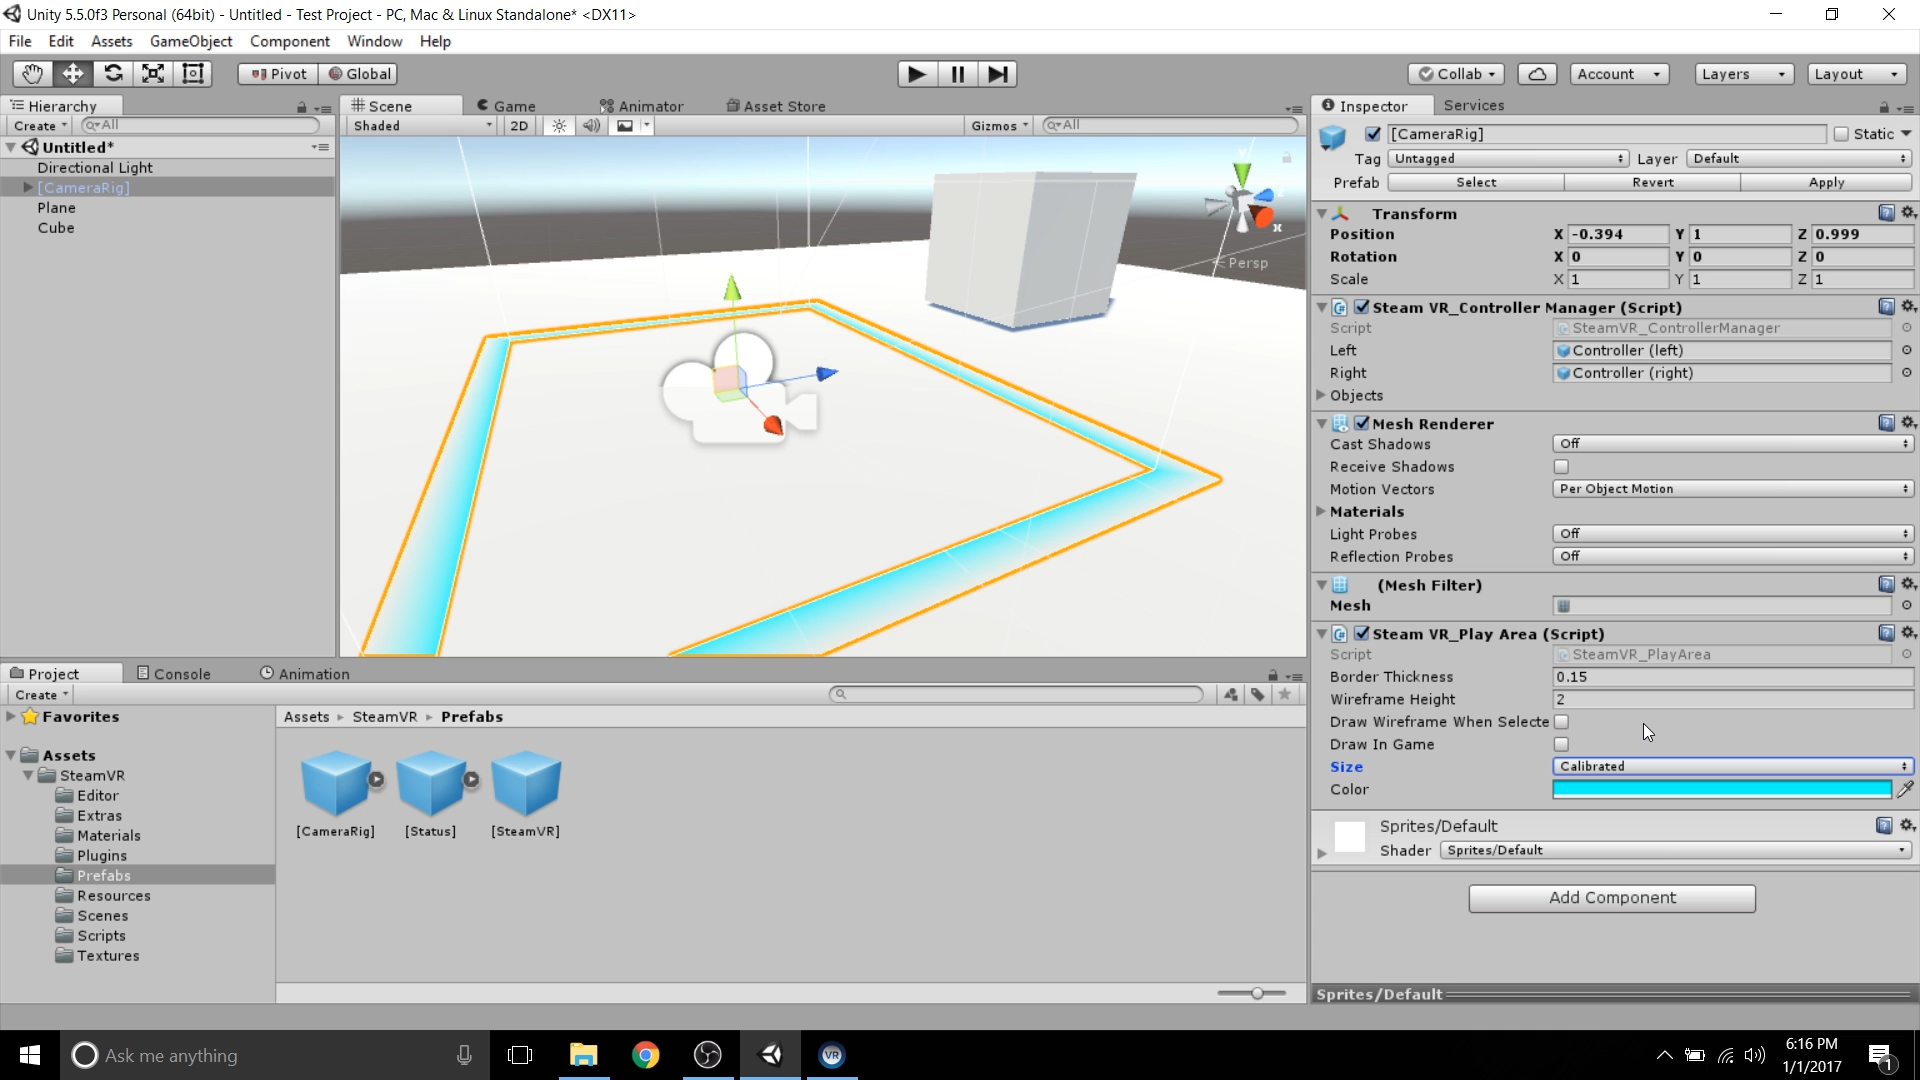 Unity 5.5.0f3 Personal (64bit) - Untitled - Test Project - PC, Mac & Linux Standalone* <DX11>
File Edit Assets GameObject Component Window Help
Pivot Global Collab Account Layers Layout
Hierarchy
Create All
Untitled*
Directional Light
[CameraRig]
Plane
Cube
Scene Game Animator Asset Store
Shaded 2D Gizmos All
y
x
Persp
Inspector Services
[CameraRig] Static
Tag Untagged Layer Default
Prefab Select Revert Apply
Transform
Position X -0.394 Y 1 Z 0.999
Rotation X 0 Y 0 Z 0
Scale X 1 Y 1 Z 1
Steam VR_Controller Manager (Script)
Script SteamVR_ControllerManager
Left Controller (left)
Right Controller (right)
Objects
Mesh Renderer
Cast Shadows Off
Receive Shadows
Motion Vectors Per Object Motion
Materials
Light Probes Off
Reflection Probes Off
(Mesh Filter)
Mesh
Steam VR_Play Area (Script)
Script SteamVR_PlayArea
Border Thickness 0.15
Wireframe Height 2
Draw Wireframe When Selecte
Draw In Game
Size Calibrated
Color
Sprites/Default
Shader Sprites/Default
Add Component
Sprites/Default
Project Console Animation
Create
Favorites
Assets
SteamVR
Editor
Extras
Materials
Plugins
Prefabs
Resources
Scenes
Scripts
Textures
Assets SteamVR Prefabs
[CameraRig] [Status] [SteamVR]
Ask me anything
VR
6:16 PM
1/1/2017
1